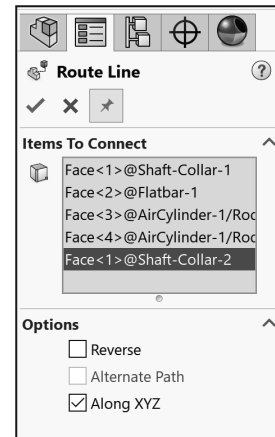 Route Line
?
Items To Connect
Face<1>@Shaft-Collar-1
Face<2>@Flatbar-1
Face<3>@AirCylinder-1/Roc
Face<4>@AirCylinder-1/Roc
Face<1>@Shaft-Collar-2
Options
Reverse
Alternate Path
Along XYZ